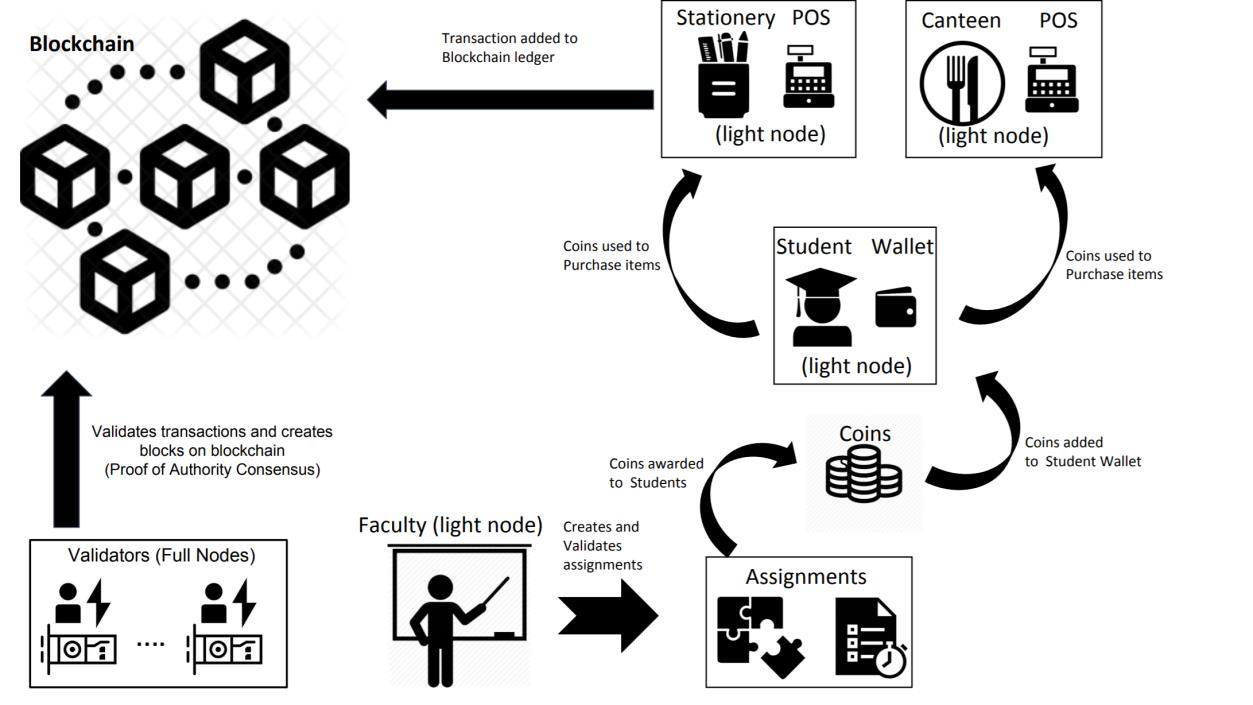 Blockchain
Transaction added to
Blockchain ledger
Stationery POS
(light node)
Canteen POS
(light node)
Coins used to
Purchase items
Student Wallet
(light node)
Coins used to
Purchase items
Validates transactions and creates
blocks on blockchain
(Proof of Authority Consensus)
Coins awarded
to Students
Coins
Coins added
to Student Wallet
Validators (Full Nodes)
....
Faculty (light node)
Creates and
Validates
assignments
Assignments